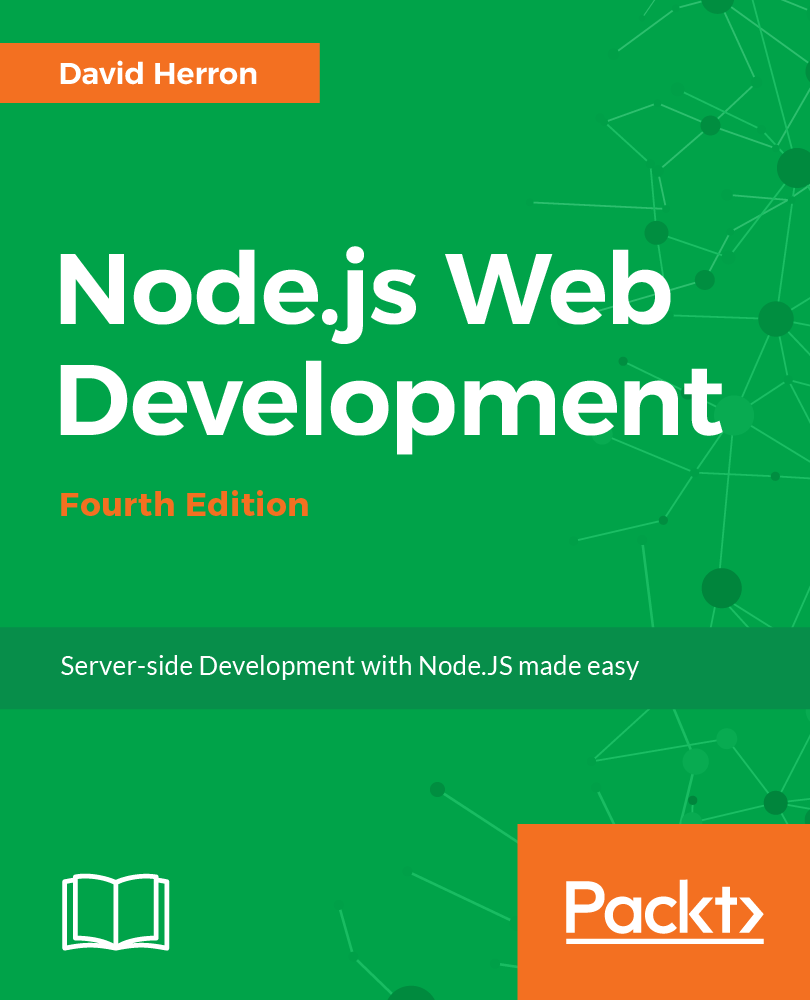 David Herron
Node.js Web
Development
Fourth Edition
Server-side Development with Node.JS made easy
Packt